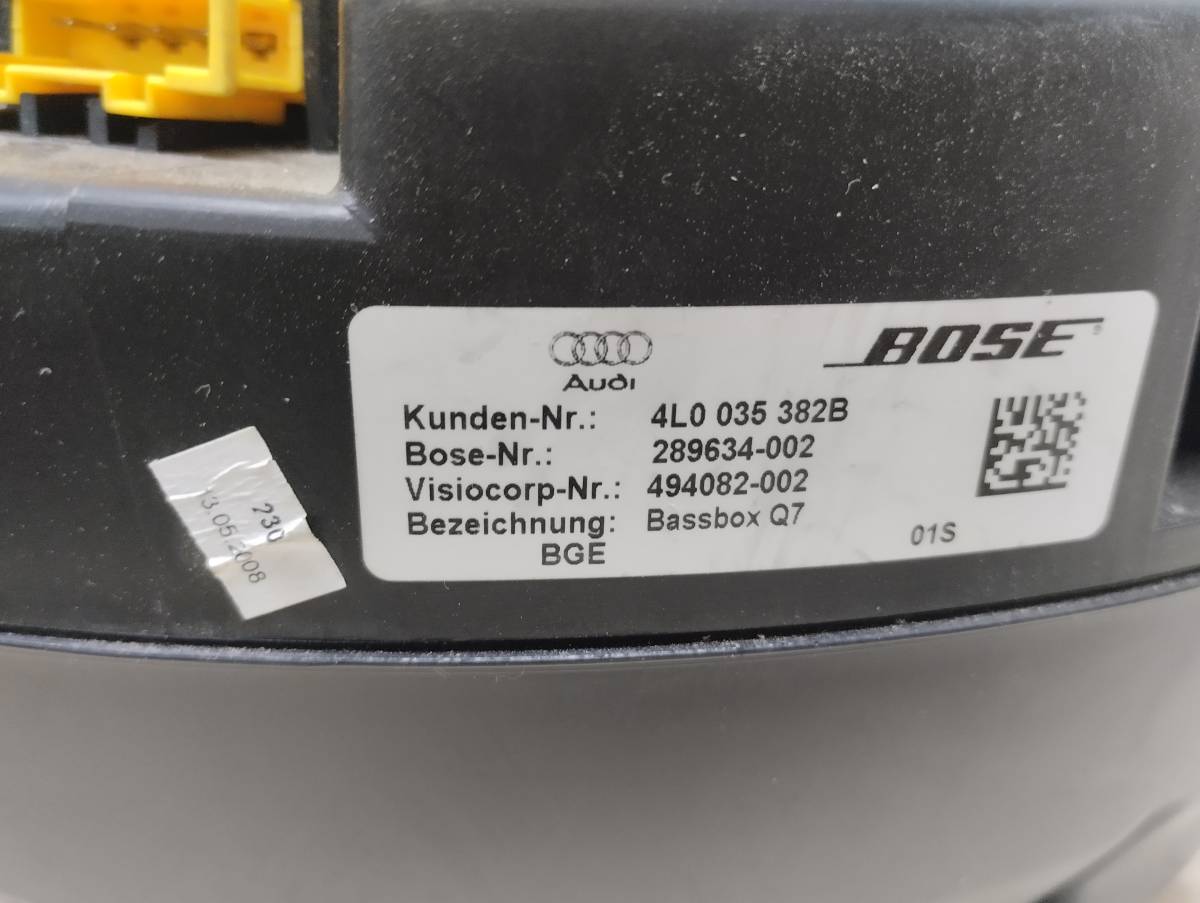 Audi
BOSE
Kunden-Nr.: 4L0 035 382B
Bose-Nr.: 289634-002
Visiocorp-Nr.: 494082-002
Bezeichnung: Bassbox Q7
BGE
01S
230
13.05/2008